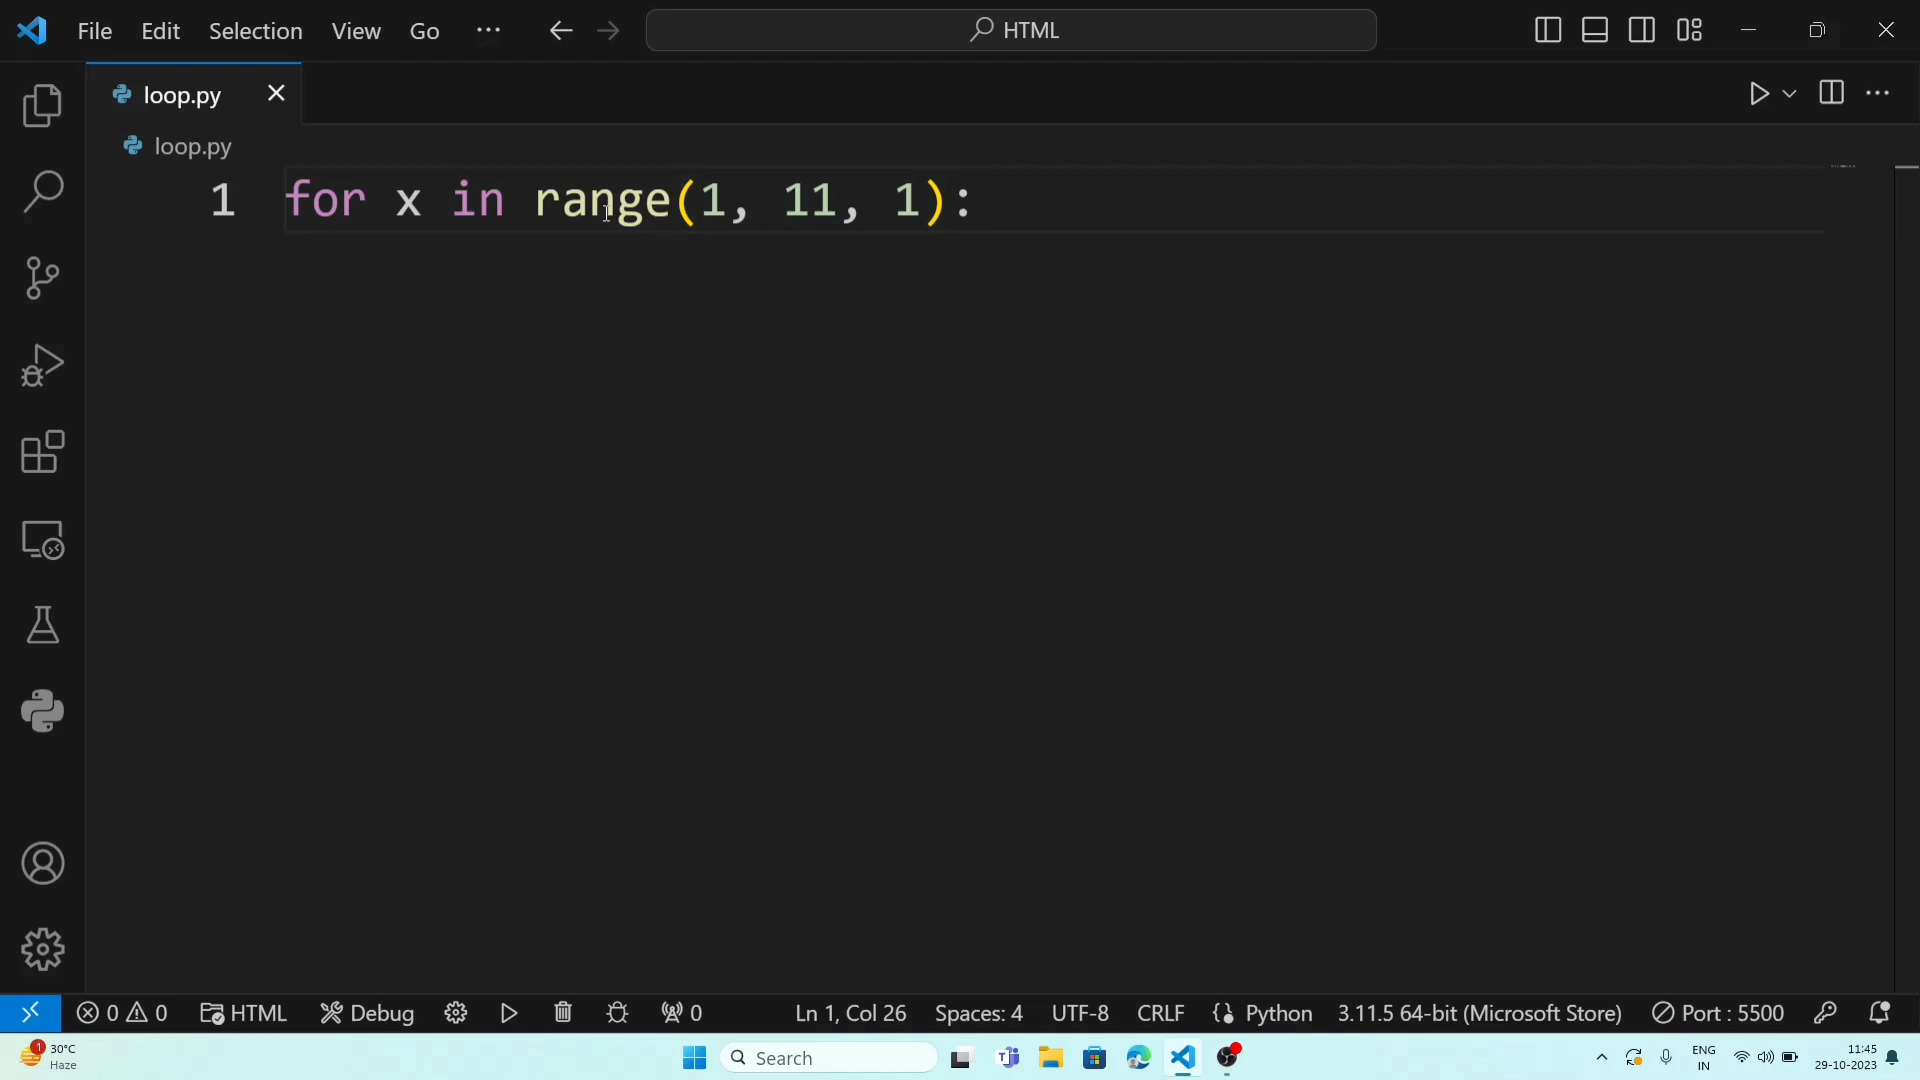 File Edit Selection View Go ··· HTML
loop.py
loop.py
1 for x in range(1, 11, 1):
0 0 HTML Debug 0 Ln 1, Col 26 Spaces: 4 UTF-8 CRLF Python 3.11.5 64-bit (Microsoft Store) Port : 5500
1 30°C
Haze
Search
ENG
IN
11:45
29-10-2023